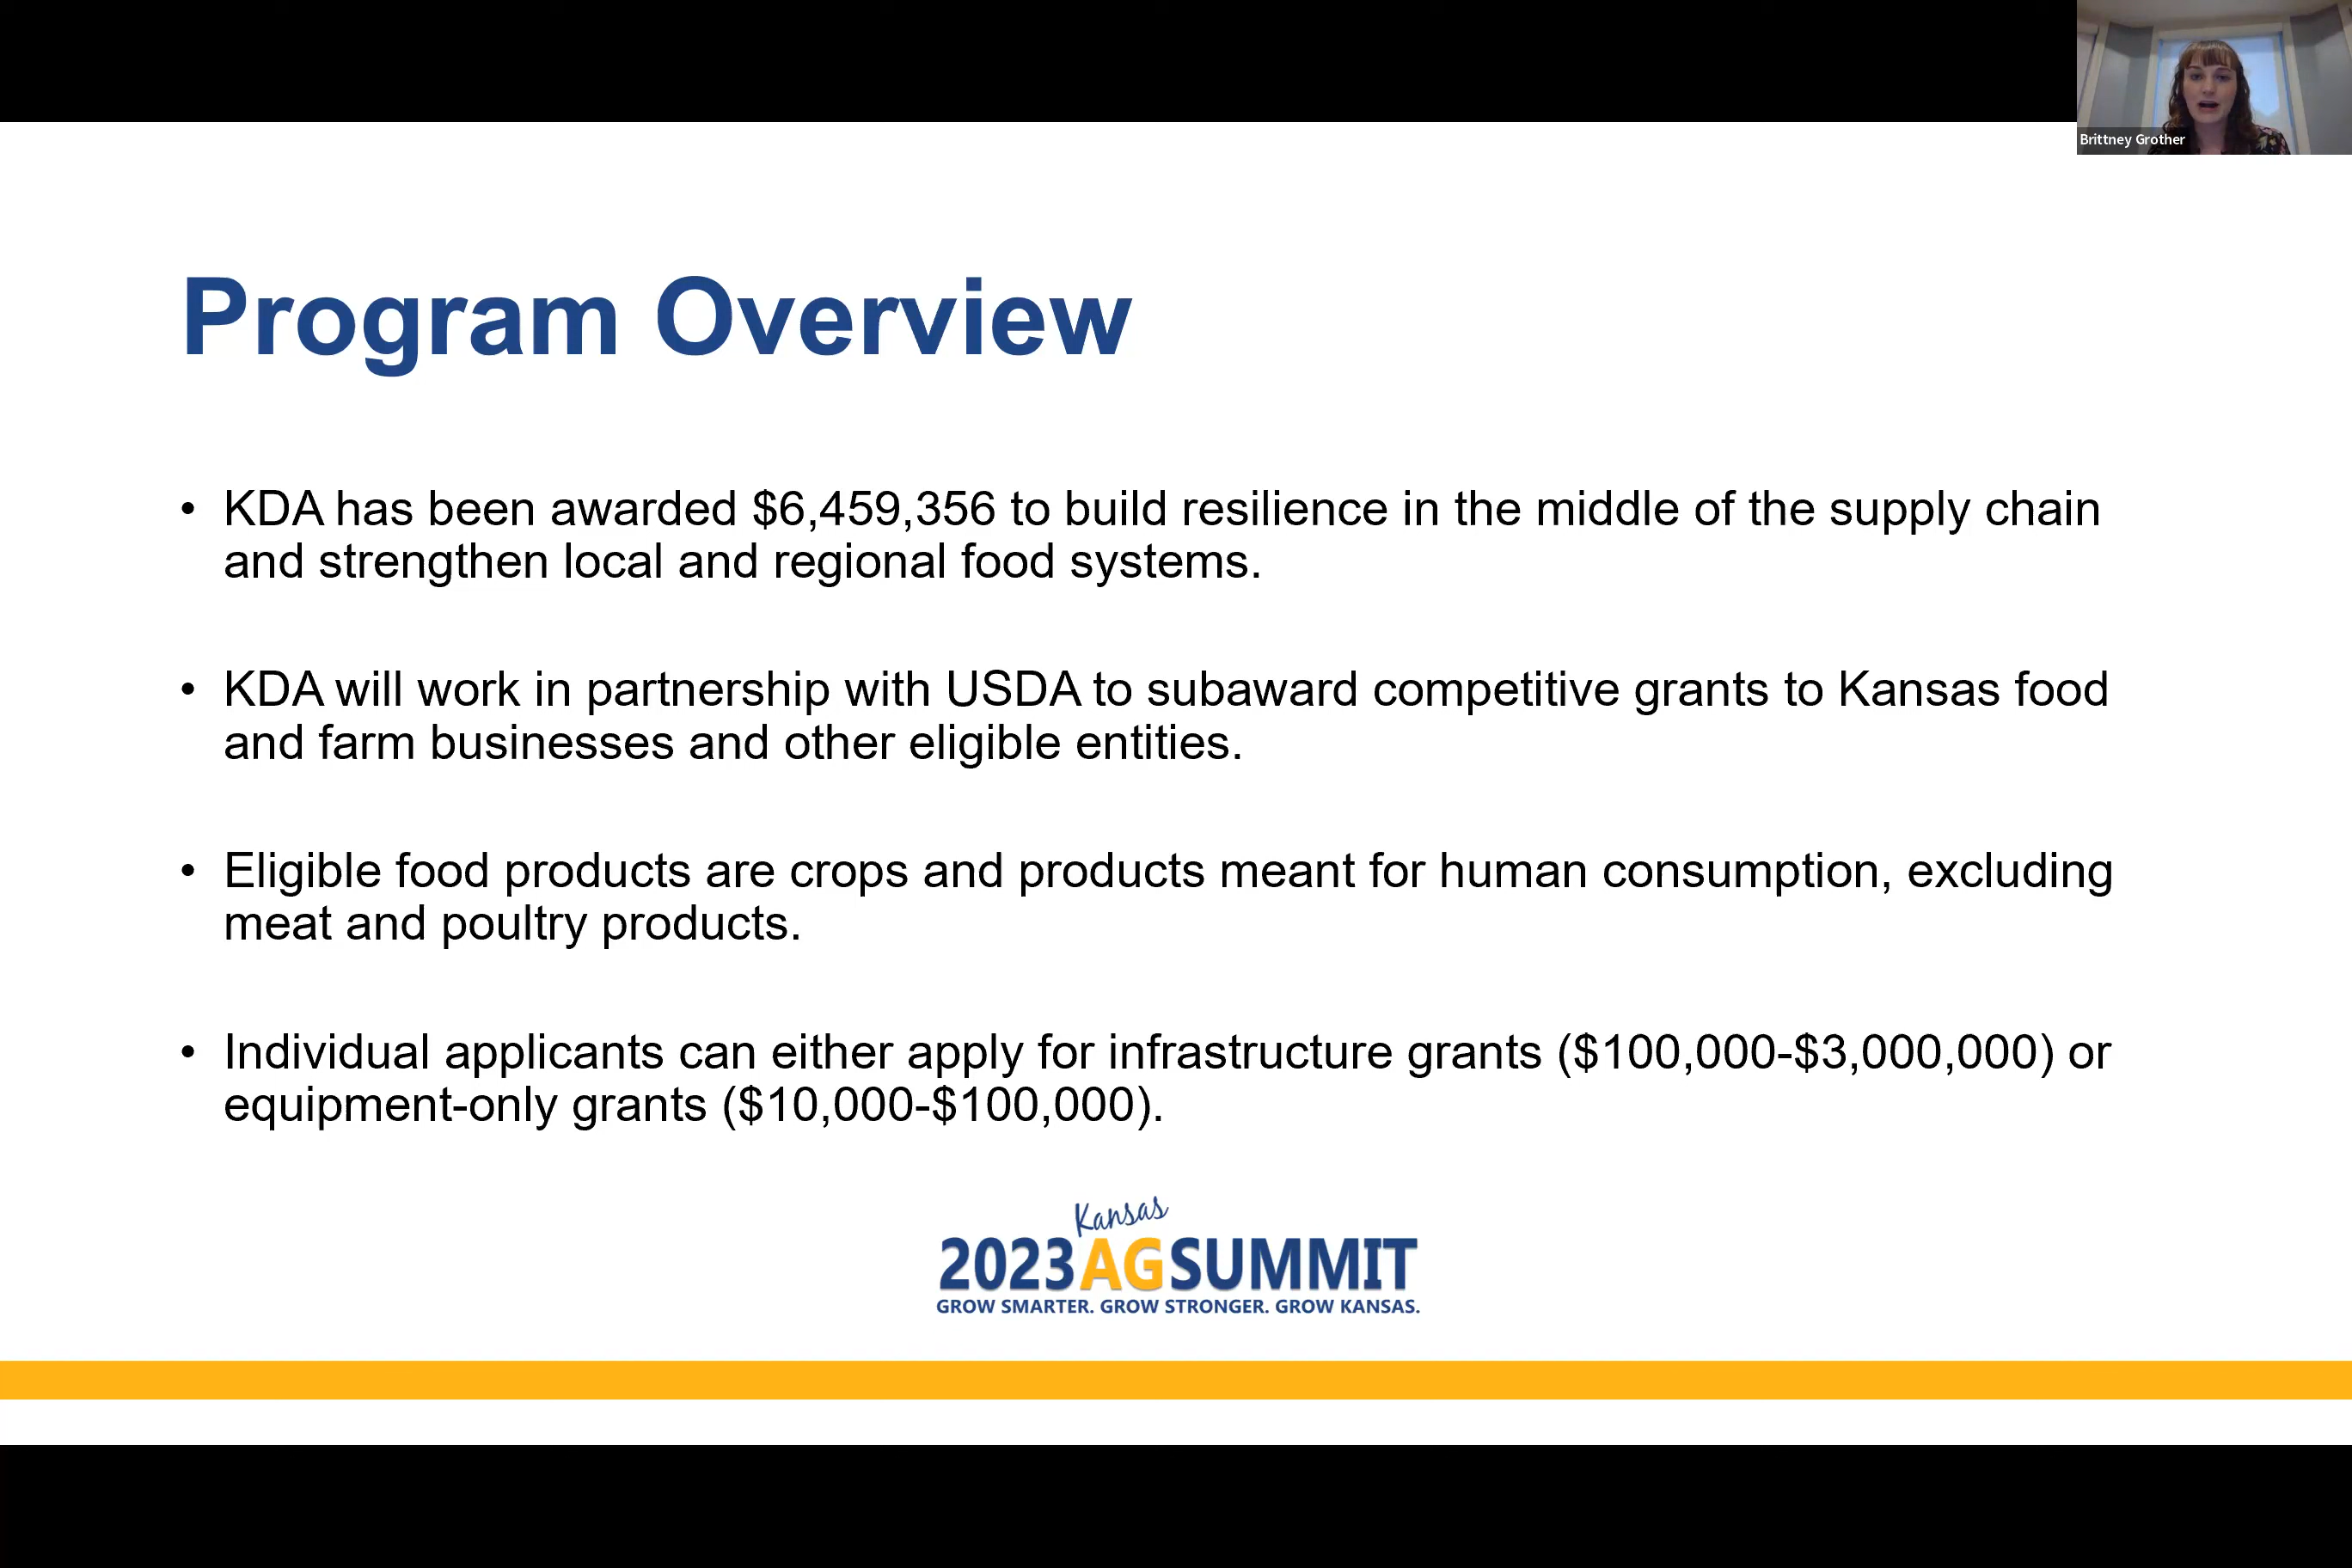 Brittney Grother
Program Overview
• KDA has been awarded $6,459,356 to build resilience in the middle of the supply chain
and strengthen local and regional food systems.
• KDA will work in partnership with USDA to subaward competitive grants to Kansas food
and farm businesses and other eligible entities.
• Eligible food products are crops and products meant for human consumption, excluding
meat and poultry products.
• Individual applicants can either apply for infrastructure grants ($100,000-$3,000,000) or
equipment-only grants ($10,000-$100,000).
Kansas
2023 AG SUMMIT
GROW SMARTER. GROW STRONGER. GROW KANSAS.